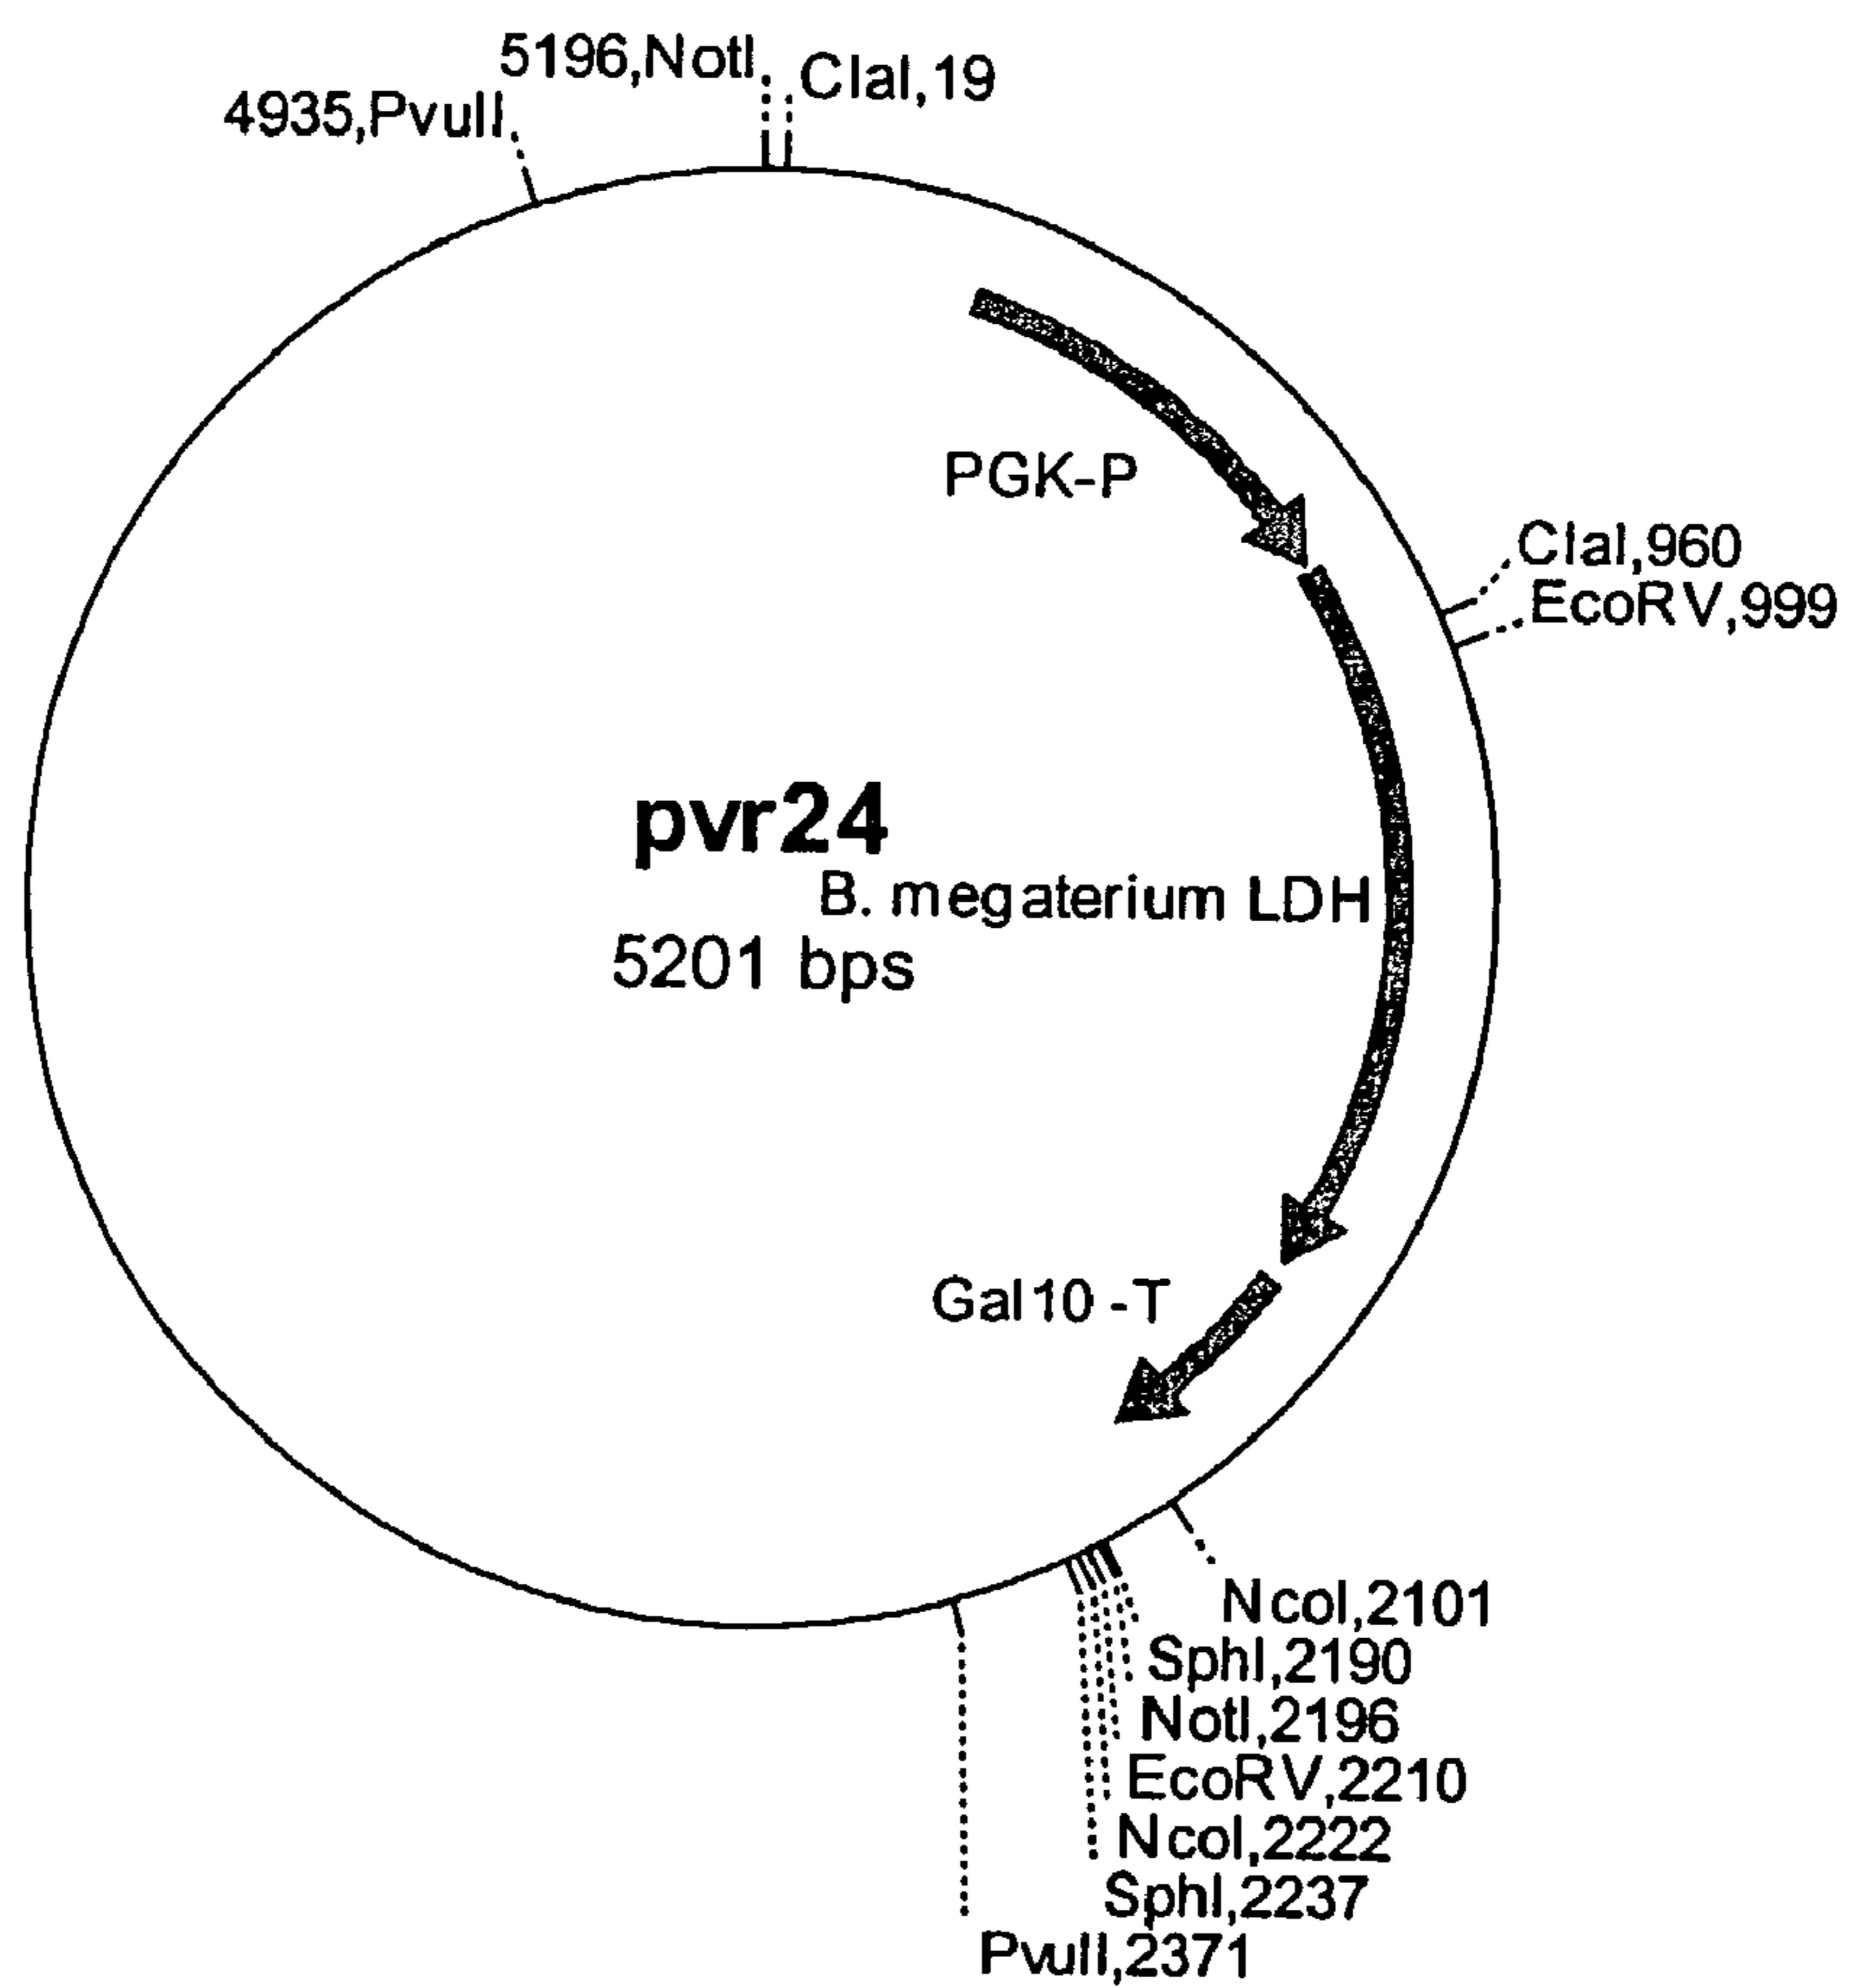 5196,NotI
ClaI,19
4935,PvuII
PGK-P
ClaI,960
EcoRV,999
pvr24
B. megaterium LDH
5201 bps
Gal10-T
NcoI,2101
SphI,2190
NotI,2196
EcoRV,2210
NcoI,2222
SphI,2237
PvuII,2371